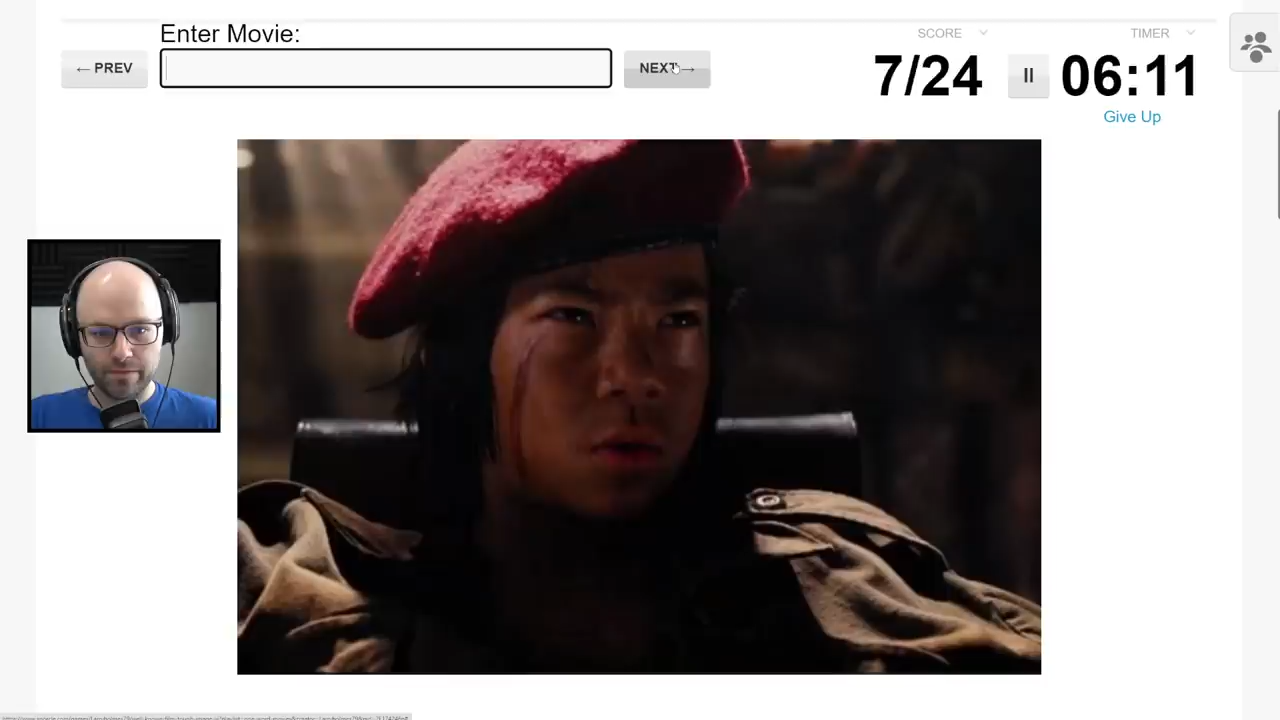 Enter Movie:
SCORE
TIMER
← PREV
NEXT →
7/24
06:11
Give Up